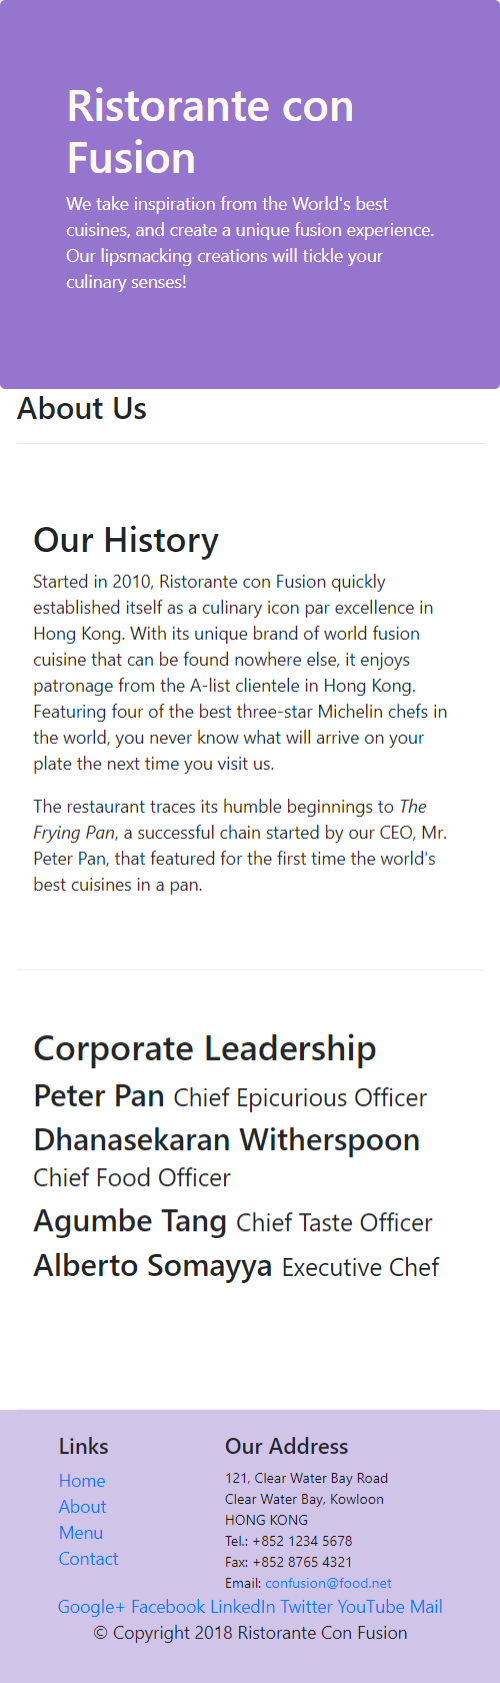 Ristorante con
Fusion
We take inspiration from the World's best
cuisines, and create a unique fusion experience.
Our lipsmacking creations will tickle your
culinary senses!
About Us
Our History
Started in 2010, Ristorante con Fusion quickly
established itself as a culinary icon par excellence in
Hong Kong. With its unique brand of world fusion
cuisine that can be found nowhere else, it enjoys
patronage from the A-list clientele in Hong Kong.
Featuring four of the best three-star Michelin chefs in
the world, you never know what will arrive on your
plate the next time you visit us.
The restaurant traces its humble beginnings to The
Frying Pan, a successful chain started by our CEO, Mr.
Peter Pan, that featured for the first time the world's
best cuisines in a pan.
Corporate Leadership
Peter Pan Chief Epicurious Officer
Dhanasekaran Witherspoon
Chief Food Officer
Agumbe Tang Chief Taste Officer
Alberto Somayya Executive Chef
Links
Home
About
Menu
Contact
Our Address
121, Clear Water Bay Road
Clear Water Bay, Kowloon
HONG KONG
Tel.: +852 1234 5678
Fax: +852 8765 4321
Email: confusion@food.net
Google+ Facebook LinkedIn Twitter YouTube Mail
© Copyright 2018 Ristorante Con Fusion